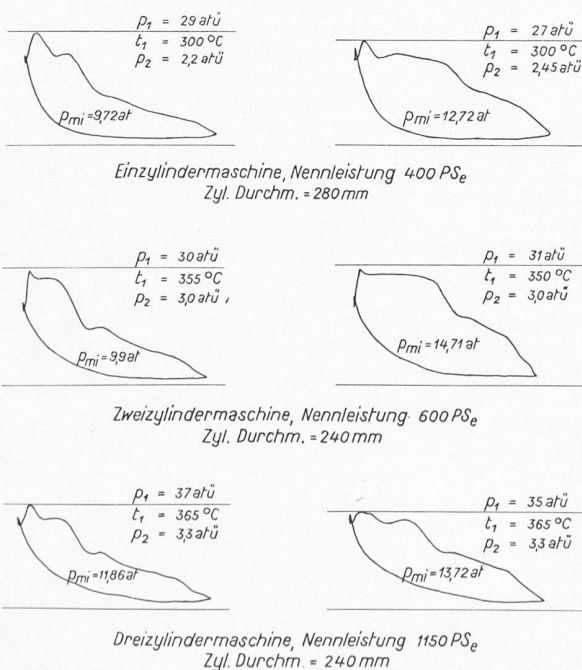 p1 = 29 atü
t1 = 300 °C
p2 = 2,2 atü
pmi = 9,72 at
p1 = 27 atü
t1 = 300 °C
p2 = 2,45 atü
pmi = 12,72 at
Einzylindermaschine, Nennleistung 400 PSe
Zyl. Durchm. = 280 mm
p1 = 30 atü
t1 = 355 °C
p2 = 3,0 atü
pmi = 9,9 at
p1 = 31 atü
t1 = 350 °C
p2 = 3,0 atü
pmi = 14,71 at
Zweizylindermaschine, Nennleistung 600 PSe
Zyl. Durchm. = 240 mm
p1 = 37 atü
t1 = 365 °C
p2 = 3,3 atü
pmi = 11,86 at
p1 = 35 atü
t1 = 365 °C
p2 = 3,3 atü
pmi = 13,72 at
Dreizylindermaschine, Nennleistung 1150 PSe
Zyl. Durchm. = 240 mm